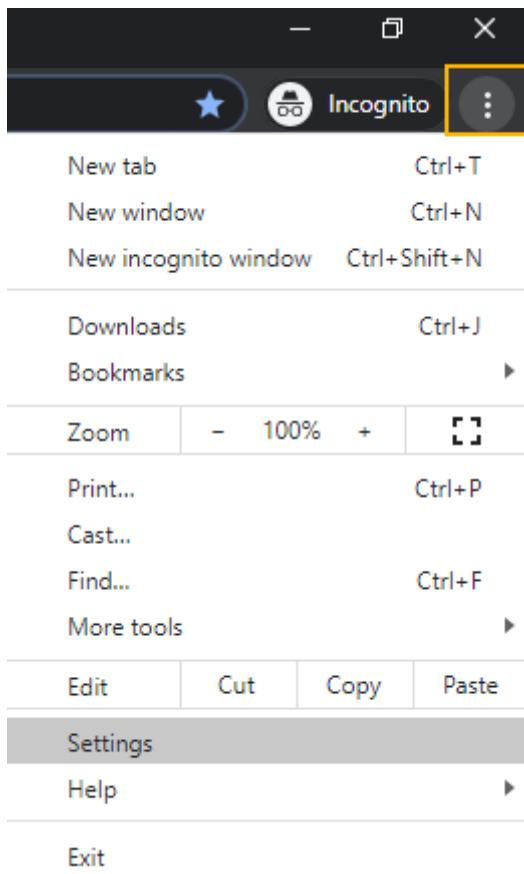 Incognito
New tab Ctrl+T
New window Ctrl+N
New incognito window Ctrl+Shift+N
Downloads Ctrl+J
Bookmarks
Zoom - 100% +
Print... Ctrl+P
Cast...
Find... Ctrl+F
More tools
Edit Cut Copy Paste
Settings
Help
Exit